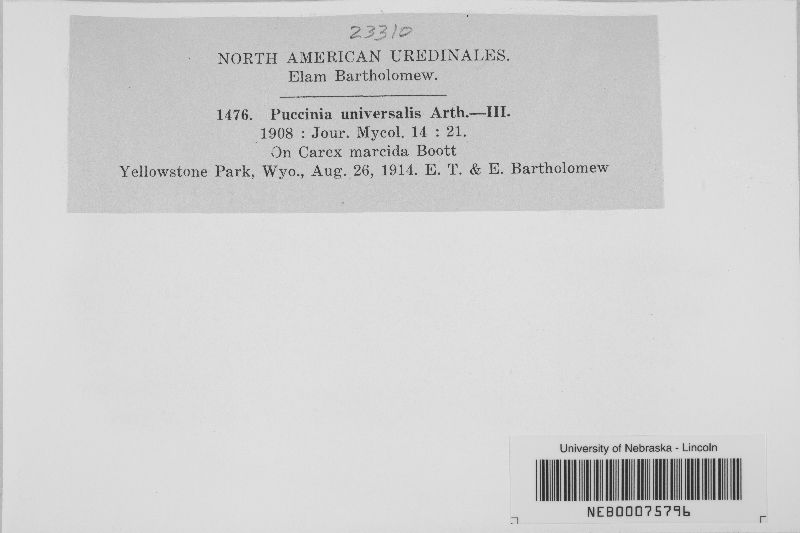 23310
NORTH AMERICAN UREDINALES.
Elam Bartholomew.
1476. Puccinia universalis Arth.—III.
1908 : Jour. Mycol. 14 : 21.
On Carex marcida Boott
Yellowstone Park, Wyo., Aug. 26, 1914. E. T. & E. Bartholomew
University of Nebraska - Lincoln
NEB00075796